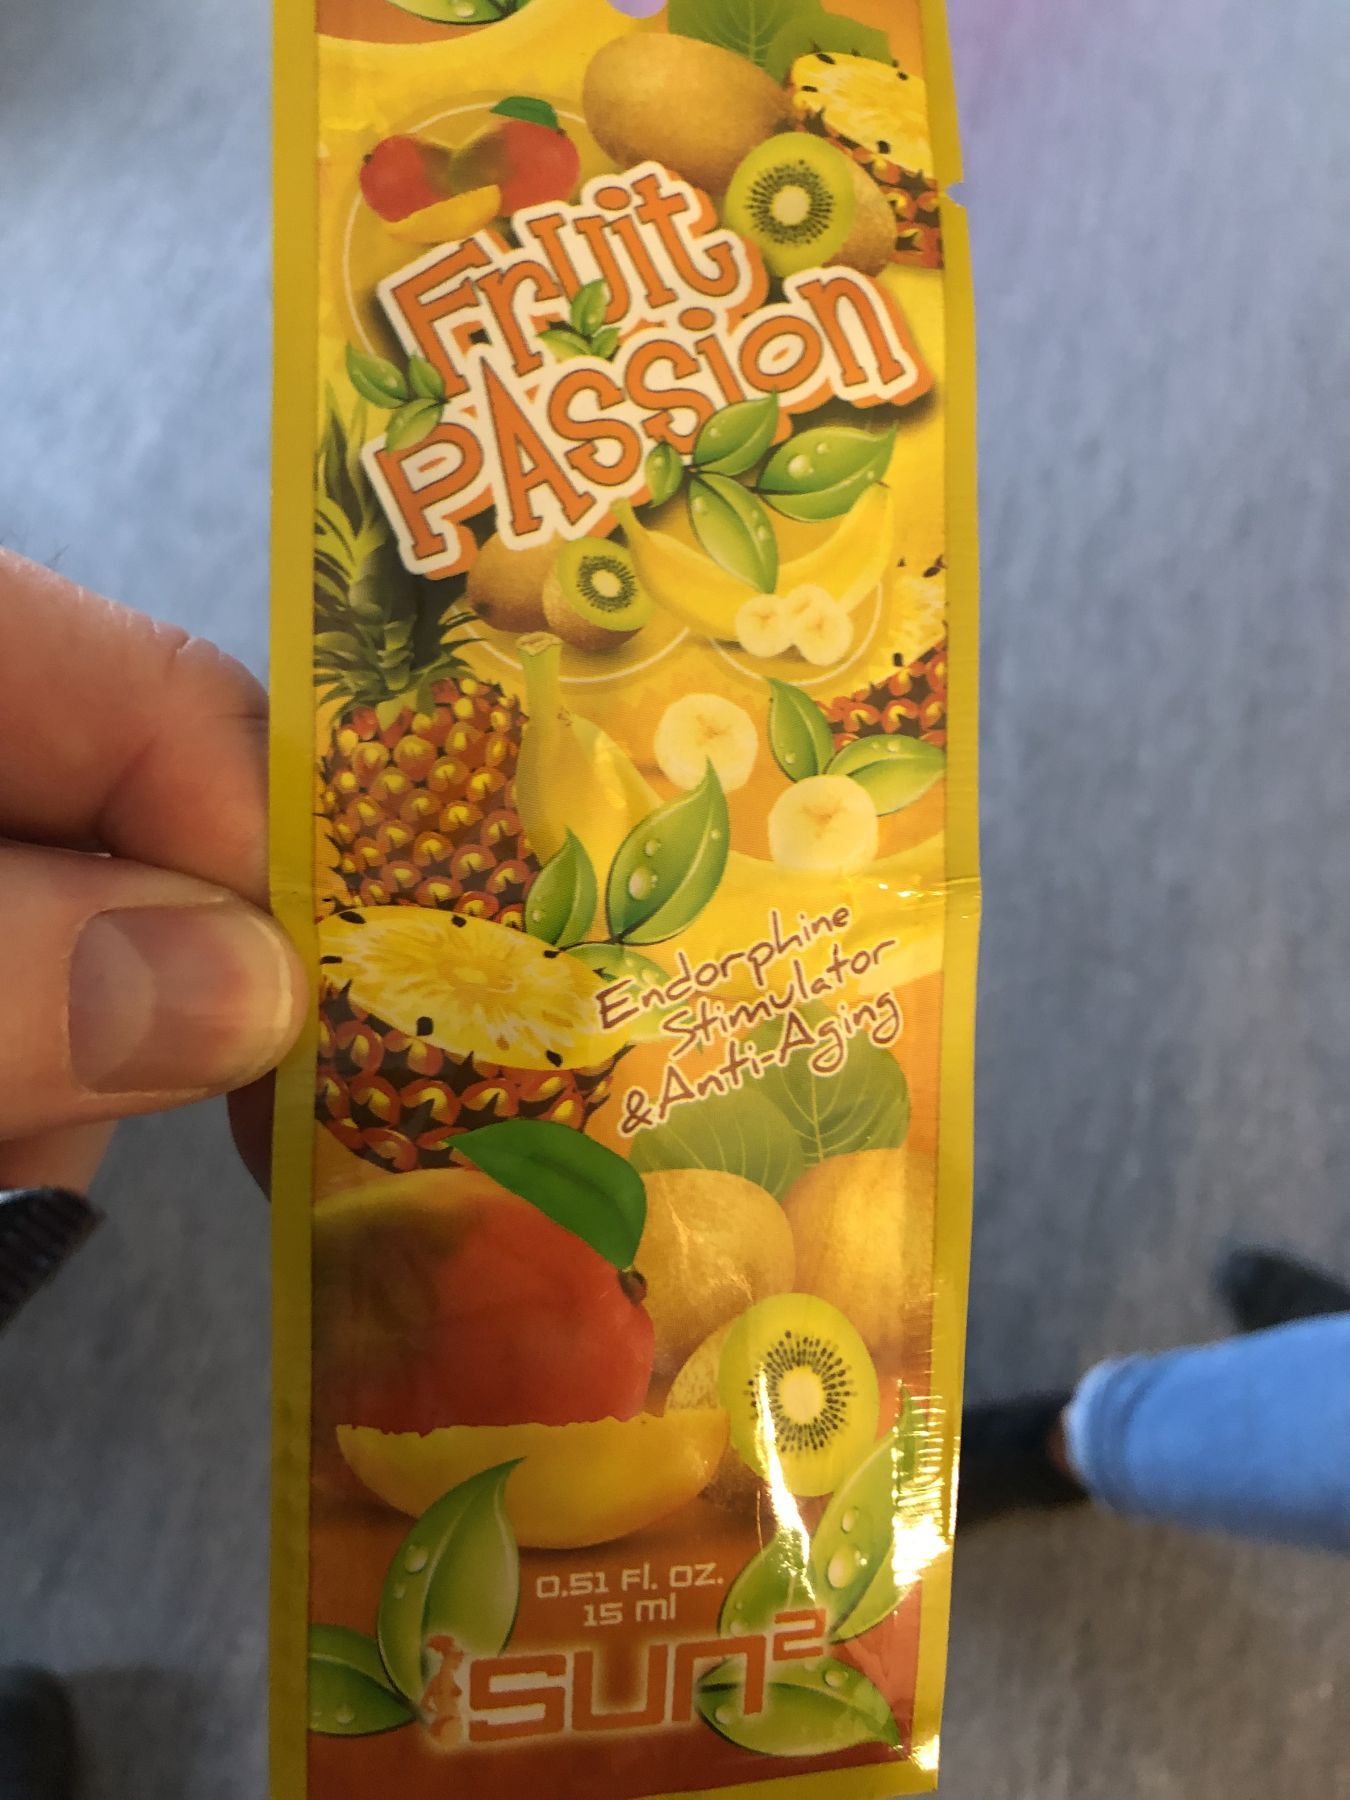 Fruit
Passion
Endorphine
Stimulator
& Anti-Aging
0.51 Fl. oz.
15 ml
sun²